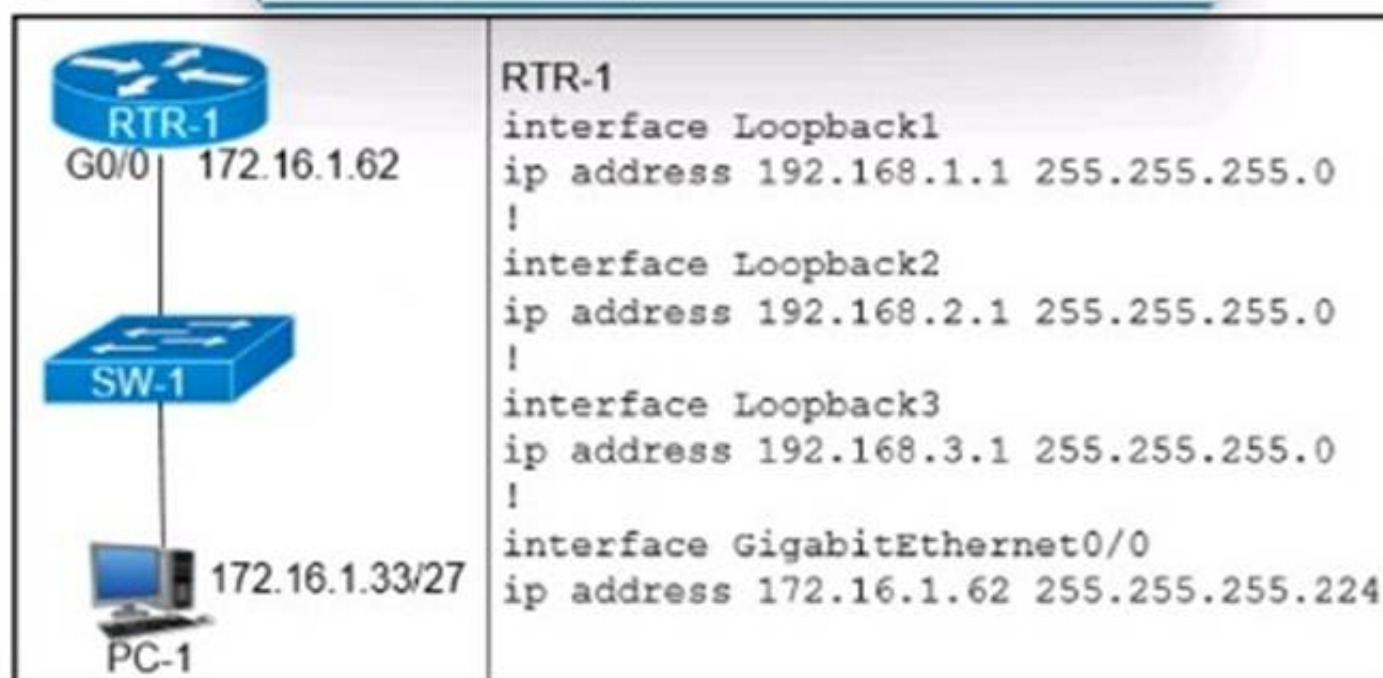 RTR-1
G0/0 172.16.1.62
SW-1
172.16.1.33/27
PC-1
RTR-1
interface Loopback1
ip address 192.168.1.1 255.255.255.0
!
interface Loopback2
ip address 192.168.2.1 255.255.255.0
!
interface Loopback3
ip address 192.168.3.1 255.255.255.0
!
interface GigabitEthernet0/0
ip address 172.16.1.62 255.255.255.224